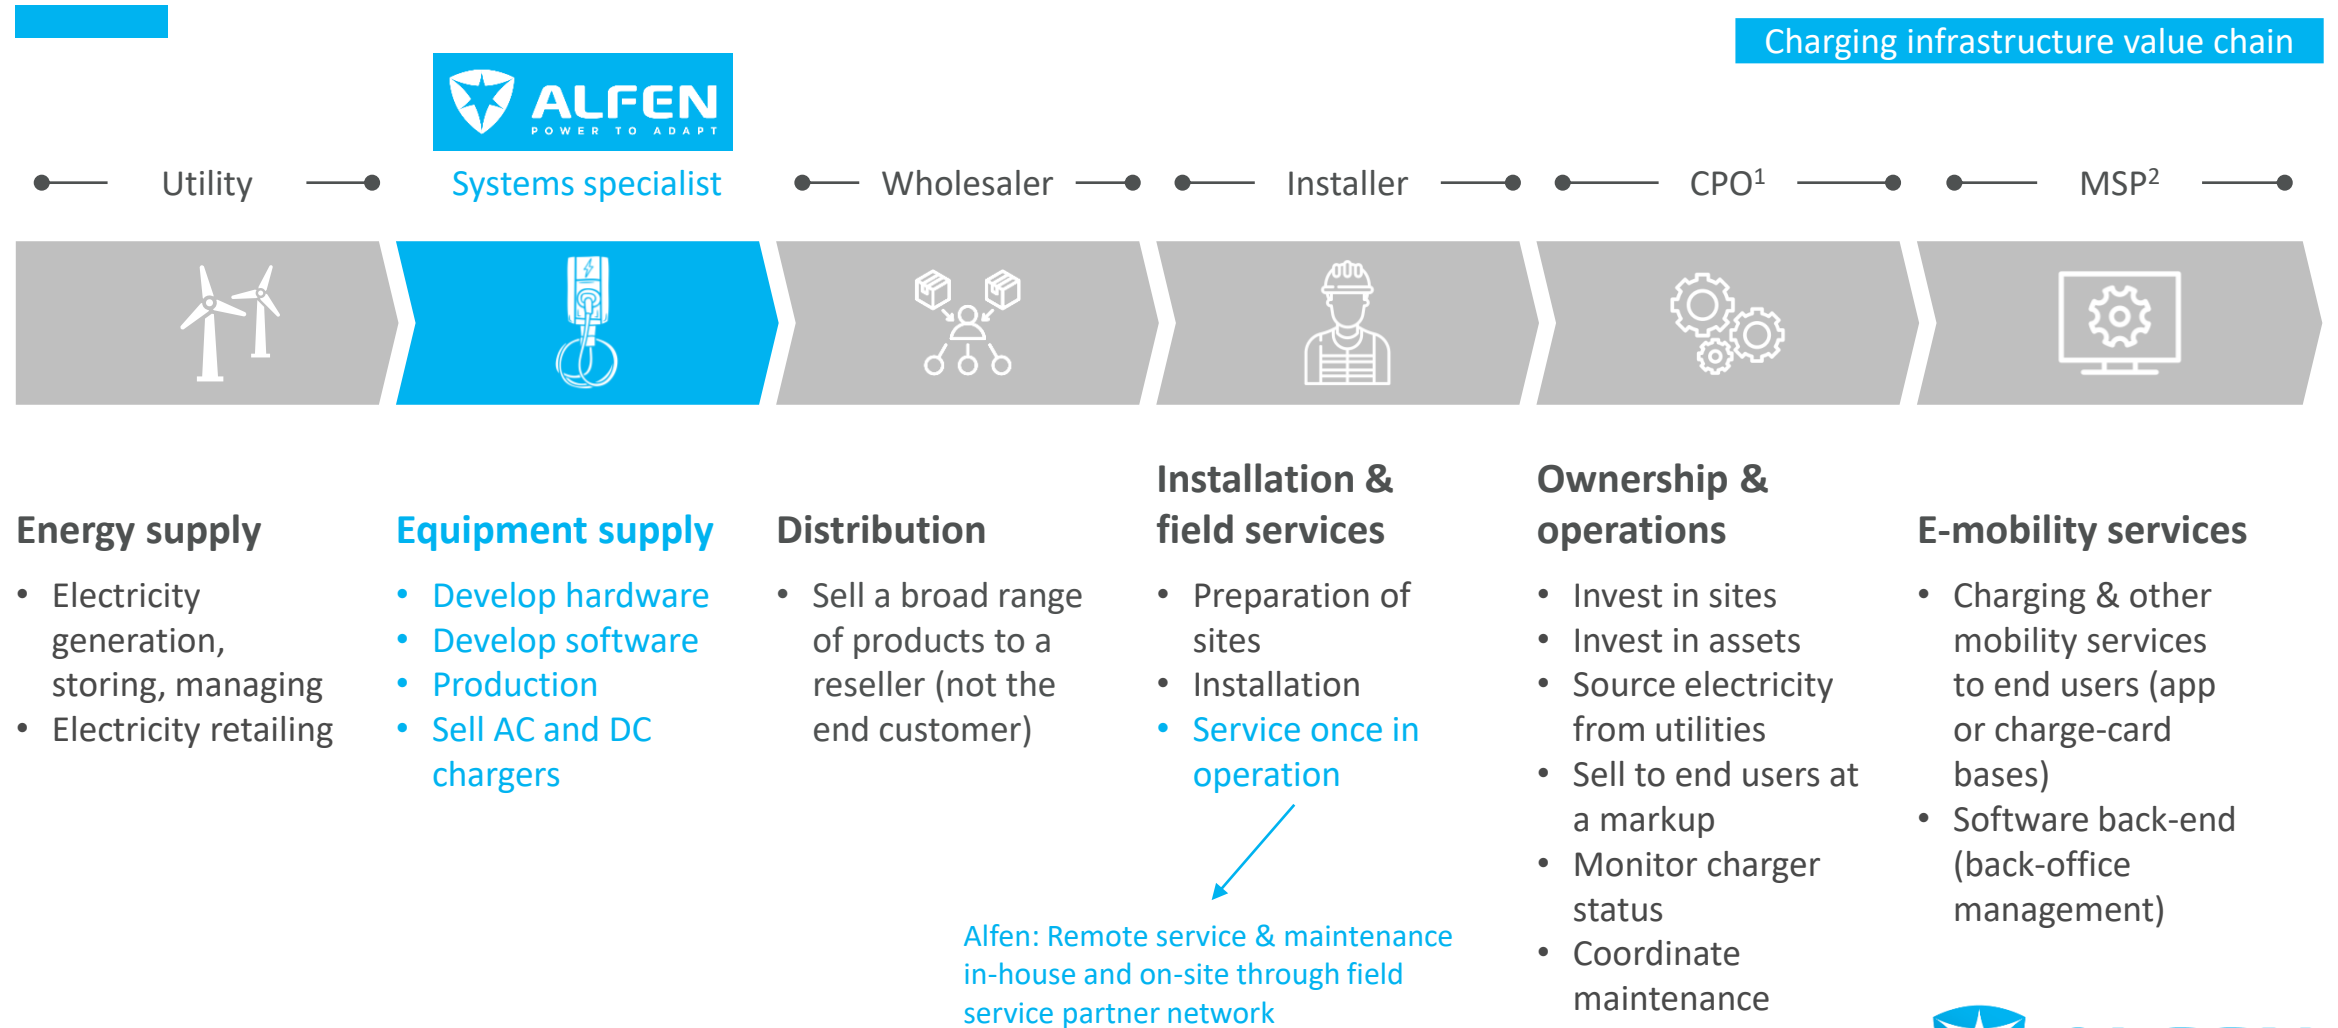 Charging infrastructure value chain
ALFEN
POWER TO ADAPT
Utility
Systems specialist
Wholesaler
Installer
CPO¹
MSP²
Energy supply
• Electricity
generation,
storing, managing
• Electricity retailing
Equipment supply
• Develop hardware
• Develop software
• Production
• Sell AC and DC
chargers
Distribution
• Sell a broad range
of products to a
reseller (not the
end customer)
Installation &
field services
• Preparation of
sites
• Installation
• Service once in
operation
Alfen: Remote service & maintenance
in-house and on-site through field
service partner network
Ownership &
operations
• Invest in sites
• Invest in assets
• Source electricity
from utilities
• Sell to end users at
a markup
• Monitor charger
status
• Coordinate
maintenance
E-mobility services
• Charging & other
mobility services
to end users (app
or charge-card
bases)
• Software back-end
(back-office
management)